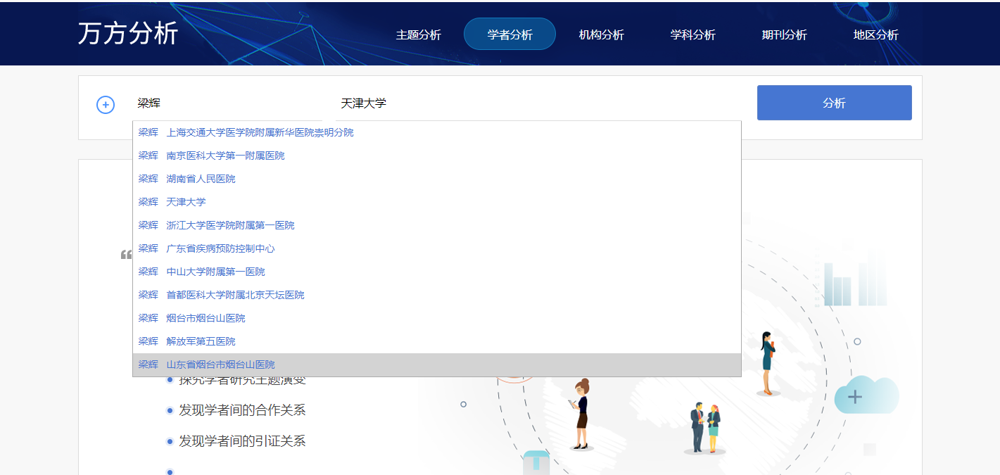 万方分析
主题分析 学者分析 机构分析 学科分析 期刊分析 地区分析
梁辉 天津大学 分析
梁辉 上海交通大学医学院附属新华医院崇明分院
梁辉 南京医科大学第一附属医院
梁辉 湖南省人民医院
梁辉 天津大学
梁辉 浙江大学医学院附属第一医院
梁辉 广东省疾病预防控制中心
梁辉 中山大学附属第一医院
梁辉 首都医科大学附属北京天坛医院
梁辉 烟台市烟台山医院
梁辉 解放军第五医院
梁辉 山东省烟台市烟台山医院
探究学者研究主题演变
发现学者间的合作关系
发现学者间的引证关系